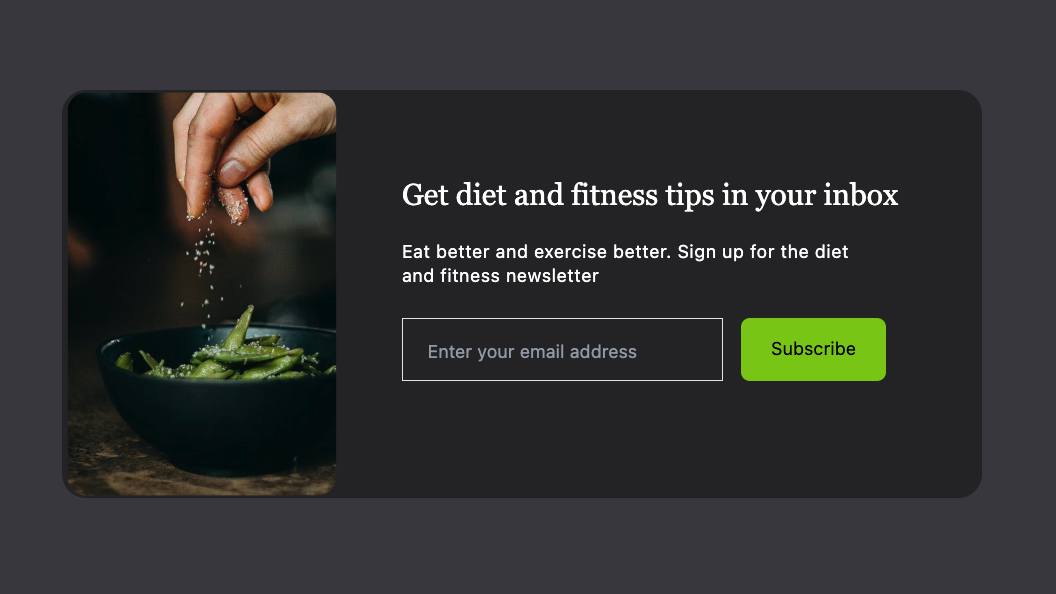 Get diet and fitness tips in your inbox
Eat better and exercise better. Sign up for the diet
and fitness newsletter
Enter your email address
Subscribe